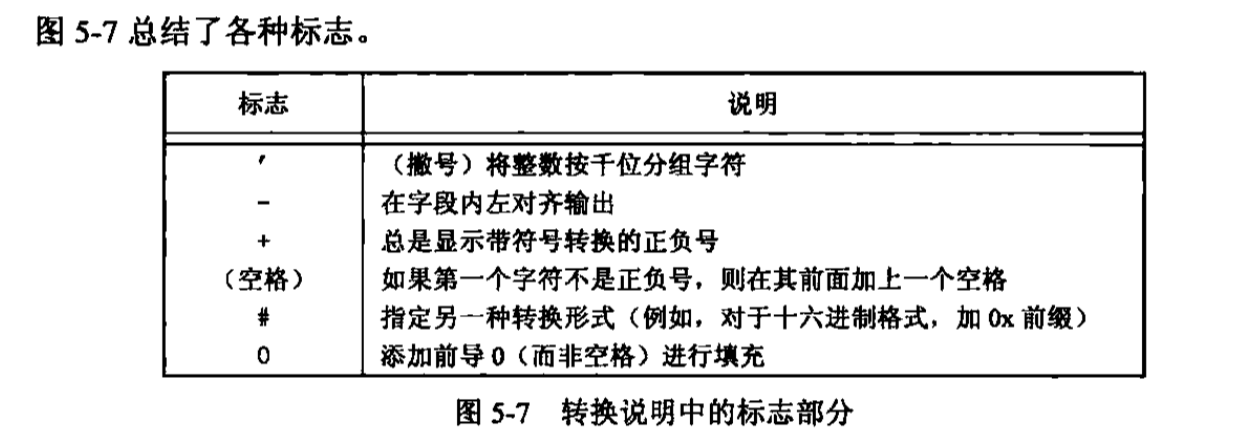 图 5-7 总结了各种标志。
标志 说明
′ （撇号）将整数按千位分组字符
- 在字段内左对齐输出
+ 总是显示带符号转换的正负号
（空格） 如果第一个字符不是正负号，则在其前面加上一个空格
# 指定另一种转换形式（例如，对于十六进制格式，加 0x 前缀）
0 添加前导 0（而非空格）进行填充
图 5-7 转换说明中的标志部分